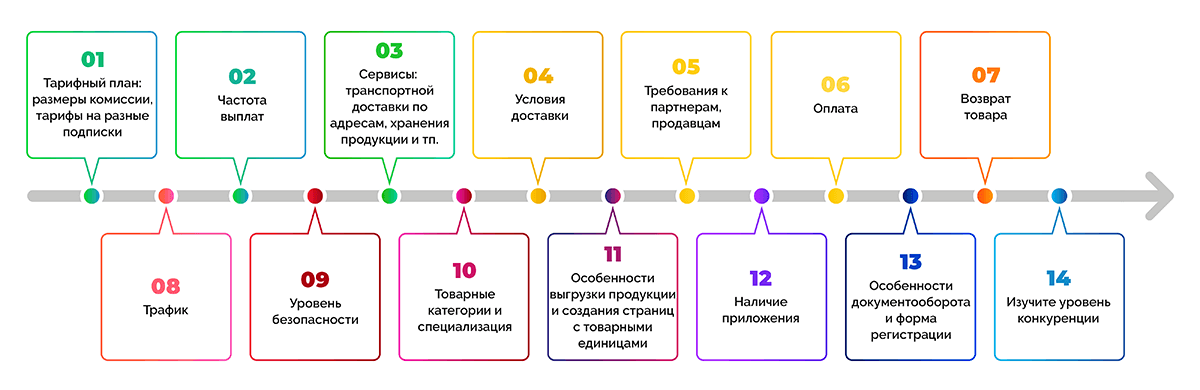 01
Тарифный план:
размеры комиссии,
тарифы на разные
подписки
02
Частота
выплат
03
Сервисы:
транспортной
доставки по
адресам, хранения
продукции и тп.
04
Условия
доставки
05
Требования к
партнерам,
продавцам
06
Оплата
07
Возврат
товара
08
Трафик
09
Уровень
безопасности
10
Товарные
категории и
специализация
11
Особенности
выгрузки продукции
и создания страниц
с товарными
единицами
12
Наличие
приложения
13
Особенности
документооборота
и форма
регистрации
14
Изучите уровень
конкуренции